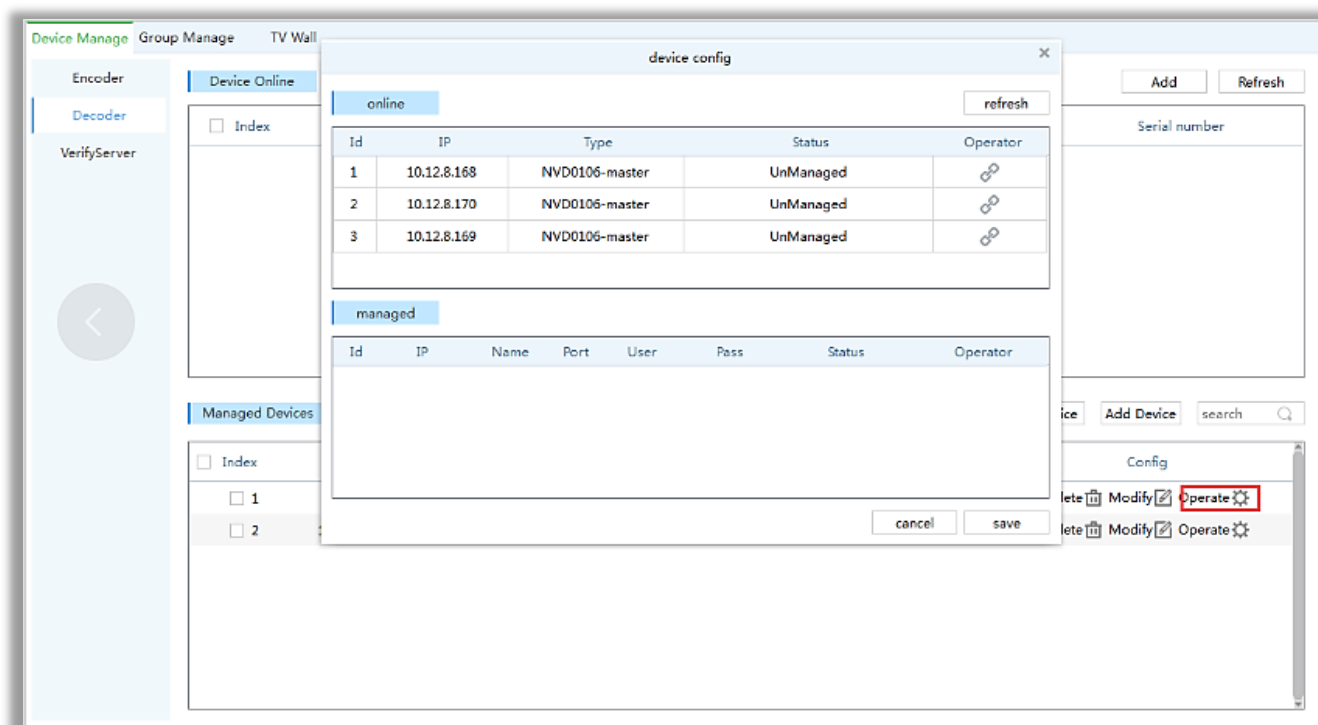 Device Manage Group Manage TV Wall
Encoder
Decoder
VerifyServer
Device Online
Add Refresh
Index Serial number
device config ×
online refresh
Id IP Type Status Operator
1 10.12.8.168 NVD0106-master UnManaged
2 10.12.8.170 NVD0106-master UnManaged
3 10.12.8.169 NVD0106-master UnManaged
managed
Id IP Name Port User Pass Status Operator
cancel save
Managed Devices Add Device search
Index Config
1 Modify Operate
2 Modify Operate